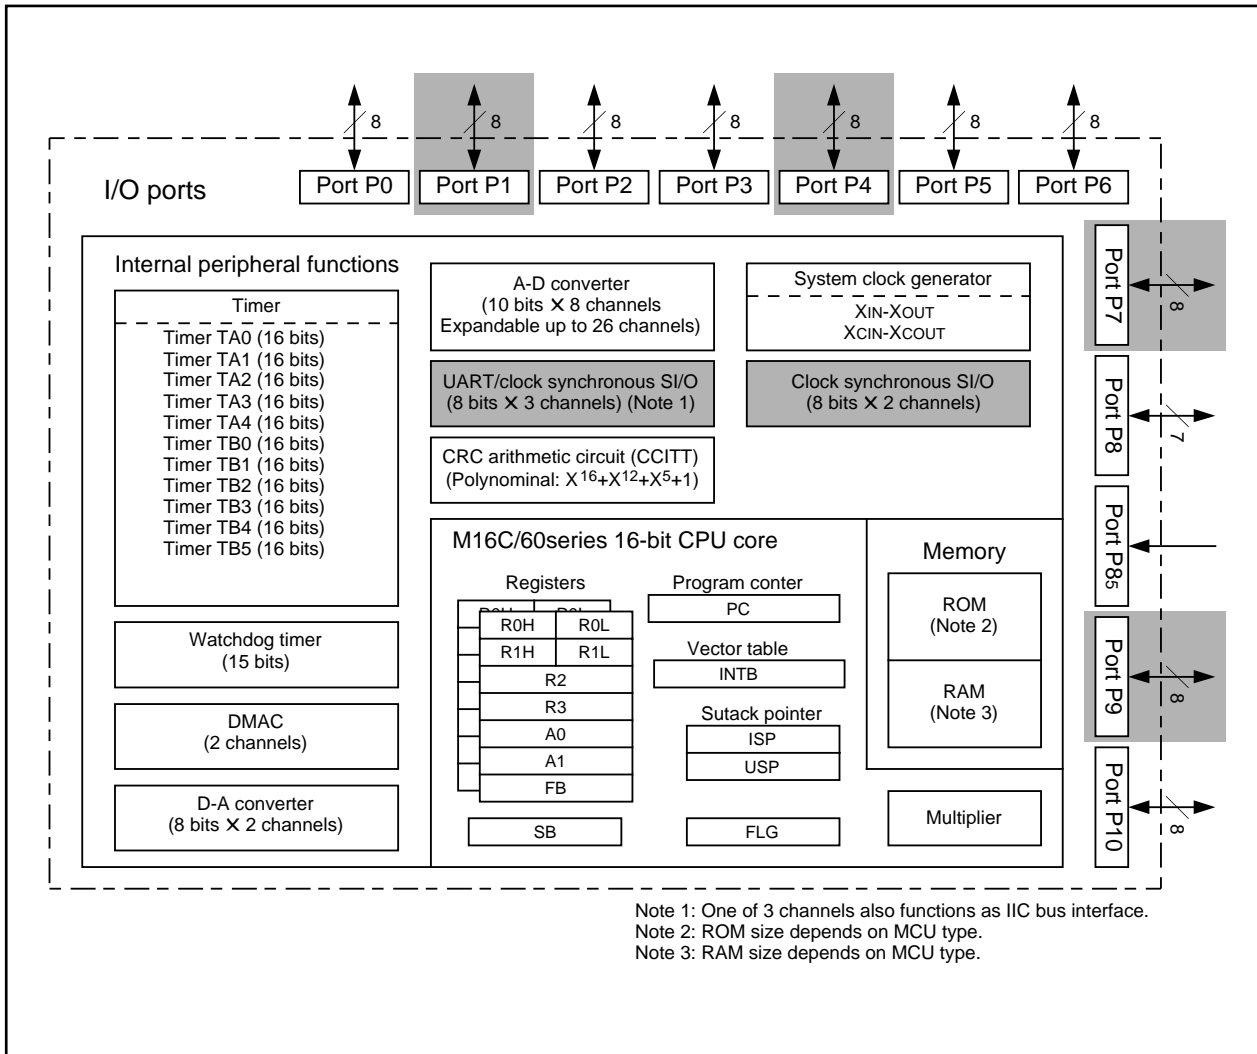 8 8 8 8 8 8 8
I/O ports
Port P0 Port P1 Port P2 Port P3 Port P4 Port P5 Port P6
Internal peripheral functions
Timer
Timer TA0 (16 bits)
Timer TA1 (16 bits)
Timer TA2 (16 bits)
Timer TA3 (16 bits)
Timer TA4 (16 bits)
Timer TB0 (16 bits)
Timer TB1 (16 bits)
Timer TB2 (16 bits)
Timer TB3 (16 bits)
Timer TB4 (16 bits)
Timer TB5 (16 bits)
Watchdog timer
(15 bits)
DMAC
(2 channels)
D-A converter
(8 bits X 2 channels)
A-D converter
(10 bits X 8 channels
Expandable up to 26 channels)
UART/clock synchronous SI/O
(8 bits X 3 channels) (Note 1)
CRC arithmetic circuit (CCITT)
(Polynominal: X16+X12+X5+1)
System clock generator
XIN-XOUT
XCIN-XCOUT
Clock synchronous SI/O
(8 bits X 2 channels)
M16C/60series 16-bit CPU core
Registers
R0H R0L
R0H R0L
R1H R1L
R2
R3
A0
A1
FB
SB
Program conter
PC
Vector table
INTB
Sutack pointer
ISP
USP
FLG
Memory
ROM
(Note 2)
RAM
(Note 3)
Multiplier
Port P7
8
Port P8
7
Port P85
Port P9
8
Port P10
8
Note 1: One of 3 channels also functions as IIC bus interface.
Note 2: ROM size depends on MCU type.
Note 3: RAM size depends on MCU type.